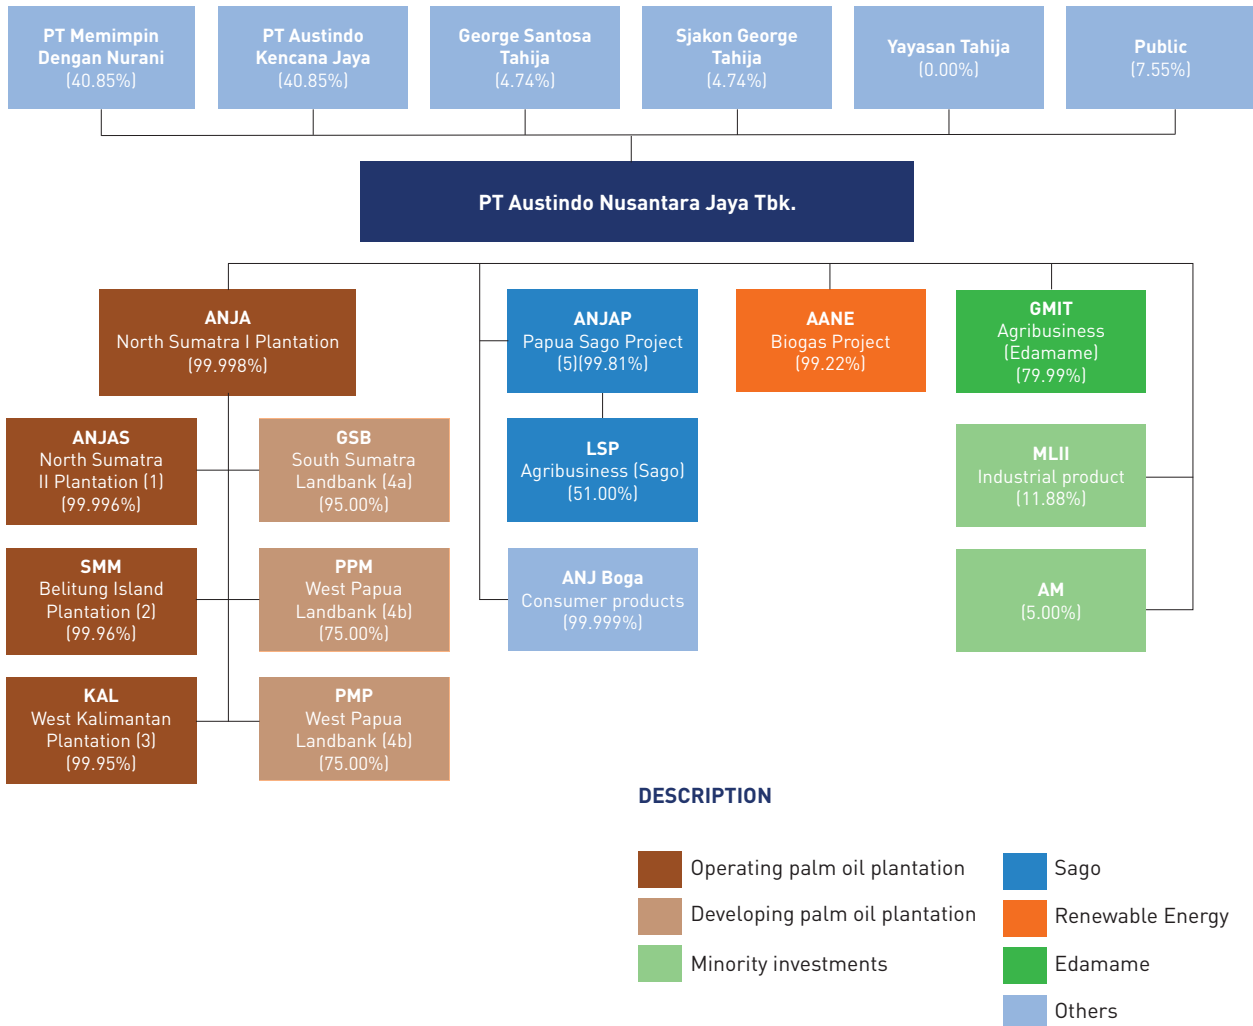 PT Memimpin
Dengan Nurani
(40.85%)
PT Austindo
Kencana Jaya
(40.85%)
George Santosa
Tahija
(4.74%)
Sjakon George
Tahija
(4.74%)
Yayasan Tahija
(0.00%)
Public
(7.55%)
PT Austindo Nusantara Jaya Tbk.
ANJA
North Sumatra I Plantation
(99.998%)
ANJAP
Papua Sago Project
(5)(99.81%)
AANE
Biogas Project
(99.22%)
GMIT
Agribusiness
(Edamame)
(79.99%)
ANJAS
North Sumatra
II Plantation (1)
(99.996%)
GSB
South Sumatra
Landbank (4a)
(95.00%)
LSP
Agribusiness (Sago)
(51.00%)
MLII
Industrial product
(11.88%)
SMM
Belitung Island
Plantation (2)
(99.96%)
PPM
West Papua
Landbank (4b)
(75.00%)
ANJ Boga
Consumer products
(99.999%)
AM
(5.00%)
KAL
West Kalimantan
Plantation (3)
(99.95%)
PMP
West Papua
Landbank (4b)
(75.00%)
DESCRIPTION
Operating palm oil plantation
Developing palm oil plantation
Minority investments
Sago
Renewable Energy
Edamame
Others